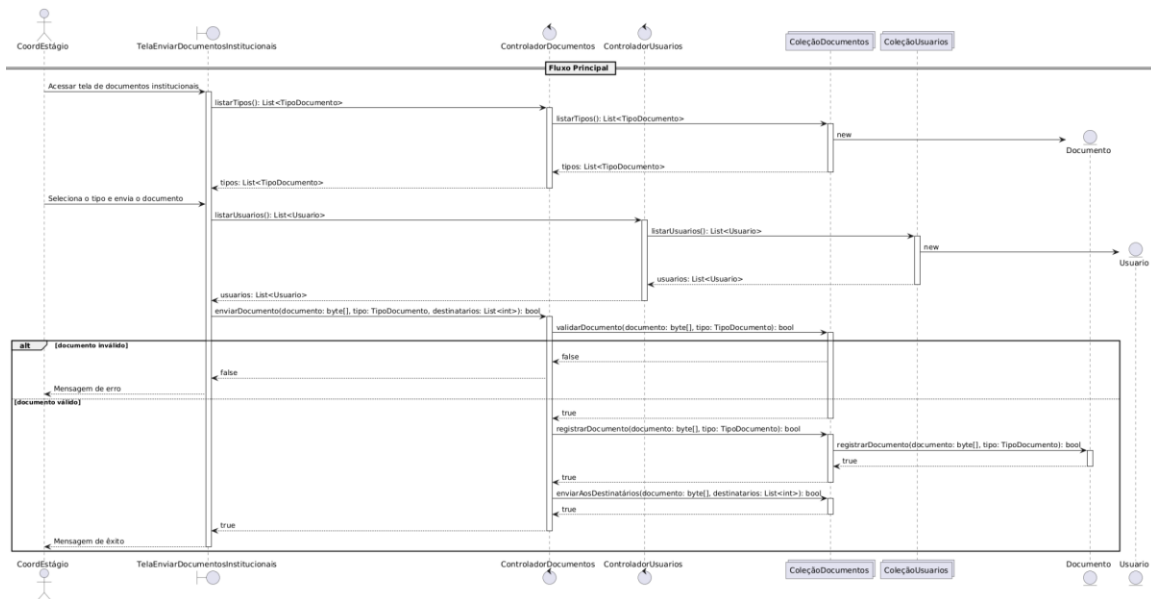 CoordEstágio
TelaEnviarDocumentosInstitucionais
ControladorDocumentos
ControladorUsuarios
ColeçãoDocumentos
ColeçãoUsuarios
Fluxo Principal
Acessar tela de documentos institucionais
listarTipos(): List<TipoDocumento>
listarTipos(): List<TipoDocumento>
new
Documento
tipos: List<TipoDocumento>
tipos: List<TipoDocumento>
Seleciona o tipo e envia o documento
listarUsuarios(): List<Usuario>
listarUsuarios(): List<Usuario>
new
Usuario
usuarios: List<Usuario>
usuarios: List<Usuario>
enviarDocumento(documento: byte[], tipo: TipoDocumento, destinatarios: List<int>): bool
validarDocumento(documento: byte[], tipo: TipoDocumento): bool
alt [documento inválido]
false
false
Mensagem de erro
[documento válido]
true
registrarDocumento(documento: byte[], tipo: TipoDocumento): bool
registrarDocumento(documento: byte[], tipo: TipoDocumento): bool
true
true
enviarAosDestinatários(documento: byte[], destinatarios: List<int>): bool
true
true
Mensagem de êxito
CoordEstágio
TelaEnviarDocumentosInstitucionais
ControladorDocumentos
ControladorUsuarios
ColeçãoDocumentos
ColeçãoUsuarios
Documento
Usuario